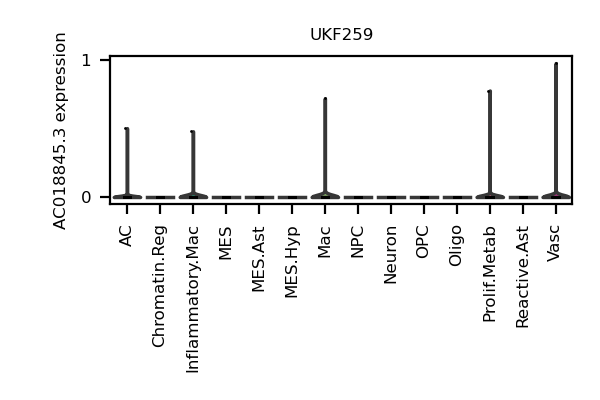 UKF259
AC018845.3 expression
1
0
AC
Chromatin.Reg
Inflammatory.Mac
MES
MES.Ast
MES.Hyp
Mac
NPC
Neuron
OPC
Oligo
Prolif.Metab
Reactive.Ast
Vasc